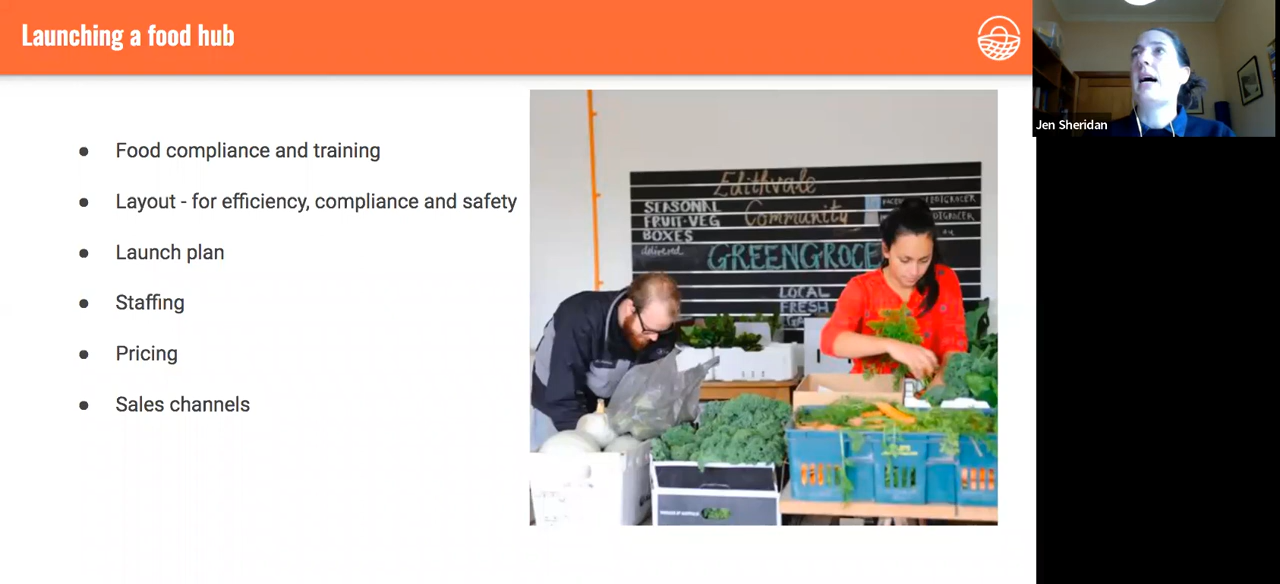 Launching a food hub
Jen Sheridan
● Food compliance and training
● Layout - for efficiency, compliance and safety
● Launch plan
● Staffing
● Pricing
● Sales channels
Edithvale
Community
GREENGROCE
SEASONAL
FRUIT·VEG
BOXES
delivered
LOCAL
FRESH